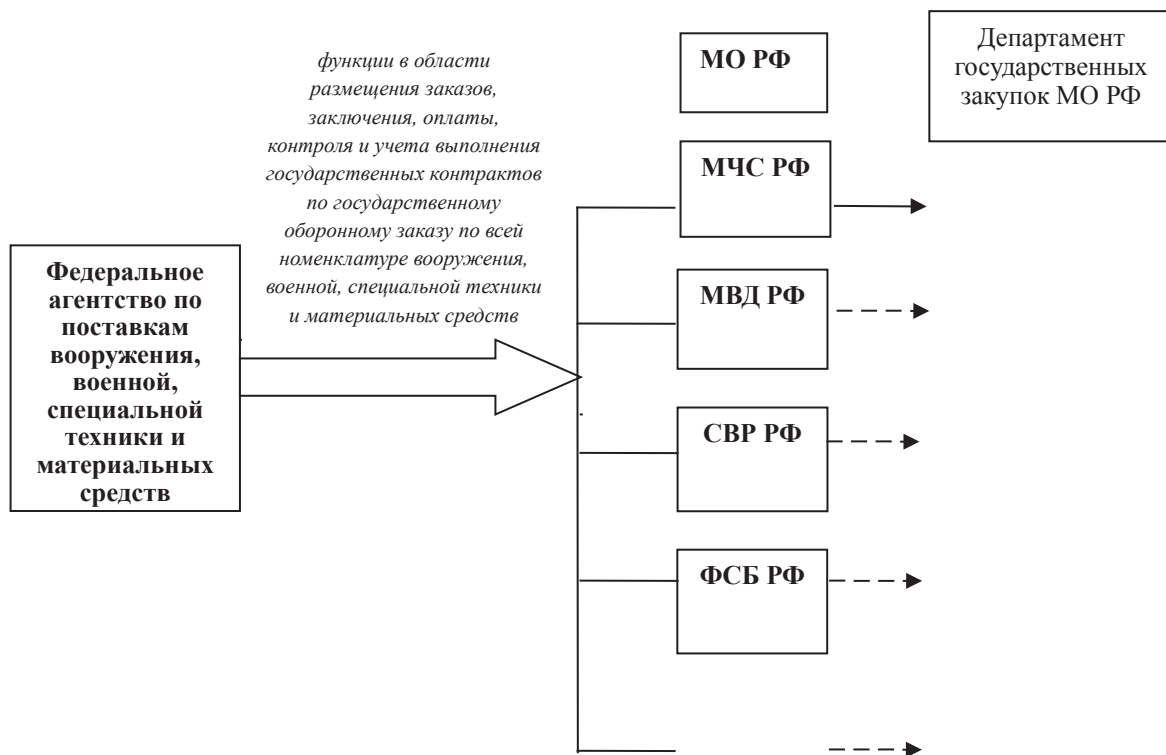 Федеральное
агентство по
поставкам
вооружения,
военной,
специальной
техники и
материальных
средств
функции в области
размещения заказов,
заключения, оплаты,
контроля и учета выполнения
государственных контрактов
по государственному
оборонному заказу по всей
номенклатуре вооружения,
военной, специальной техники
и материальных средств
МО РФ
МЧС РФ
МВД РФ
СВР РФ
ФСБ РФ
Департамент
государственных
закупок МО РФ